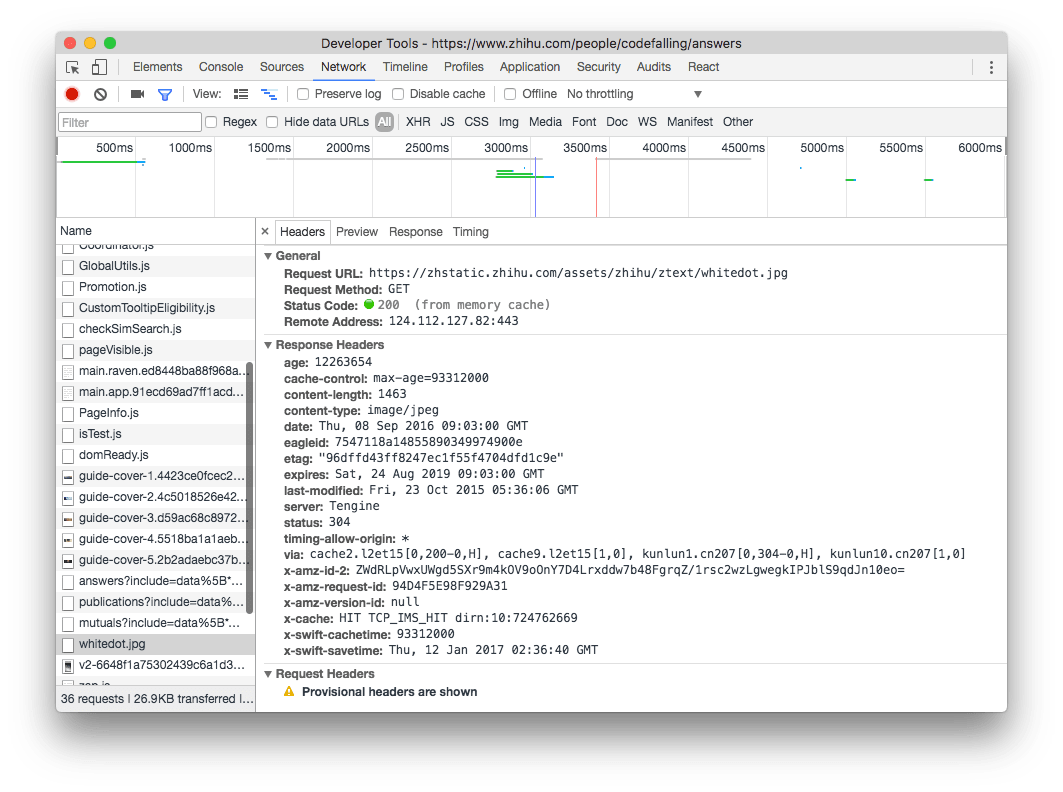 Developer Tools - https://www.zhihu.com/people/codefalling/answers
Elements Console Sources Network Timeline Profiles Application Security Audits React
View: Preserve log Disable cache Offline No throttling
Filter Regex Hide data URLs All XHR JS CSS Img Media Font Doc WS Manifest Other
500ms 1000ms 1500ms 2000ms 2500ms 3000ms 3500ms 4000ms 4500ms 5000ms 5500ms 6000ms
Name
Coordinator.js
GlobalUtils.js
Promotion.js
CustomTooltipEligibility.js
checkSimSearch.js
pageVisible.js
main.raven.ed8448ba88f968a...
main.app.91ecd69ad7ff1acd...
PageInfo.js
isTest.js
domReady.js
guide-cover-1.4423ce0fcec2...
guide-cover-2.4c5018526e42...
guide-cover-3.d59ac68c8972...
guide-cover-4.5518ba1a1aeb...
guide-cover-5.2b2adaebc37b...
answers?include=data%5B*...
publications?include=data%...
mutuals?include=data%5B*...
whitedot.jpg
v2-6648f1a75302439c6a1d3...
zap.js
36 requests | 26.9KB transferred |...
× Headers Preview Response Timing
General
Request URL: https://zhstatic.zhihu.com/assets/zhihu/ztext/whitedot.jpg
Request Method: GET
Status Code: 200 (from memory cache)
Remote Address: 124.112.127.82:443
Response Headers
age: 12263654
cache-control: max-age=93312000
content-length: 1463
content-type: image/jpeg
date: Thu, 08 Sep 2016 09:03:00 GMT
eagleid: 7547118a14855890349974900e
etag: "96dffd43ff8247ec1f55f4704dfd1c9e"
expires: Sat, 24 Aug 2019 09:03:00 GMT
last-modified: Fri, 23 Oct 2015 05:36:06 GMT
server: Tengine
status: 304
timing-allow-origin: *
via: cache2.l2et15[0,200-0,H], cache9.l2et15[1,0], kunlun1.cn207[0,304-0,H], kunlun10.cn207[1,0]
x-amz-id-2: ZWdRLpVwxUWgd5SXr9m4kOV9oOnY7D4Lrxddw7b48FgrqZ/1rsc2wzLgwegkIPJblS9qdJn10eo=
x-amz-request-id: 94D4F5E98F929A31
x-amz-version-id: null
x-cache: HIT TCP_IMS_HIT dirn:10:724762669
x-swift-cachetime: 93312000
x-swift-savetime: Thu, 12 Jan 2017 02:36:40 GMT
Request Headers
Provisional headers are shown